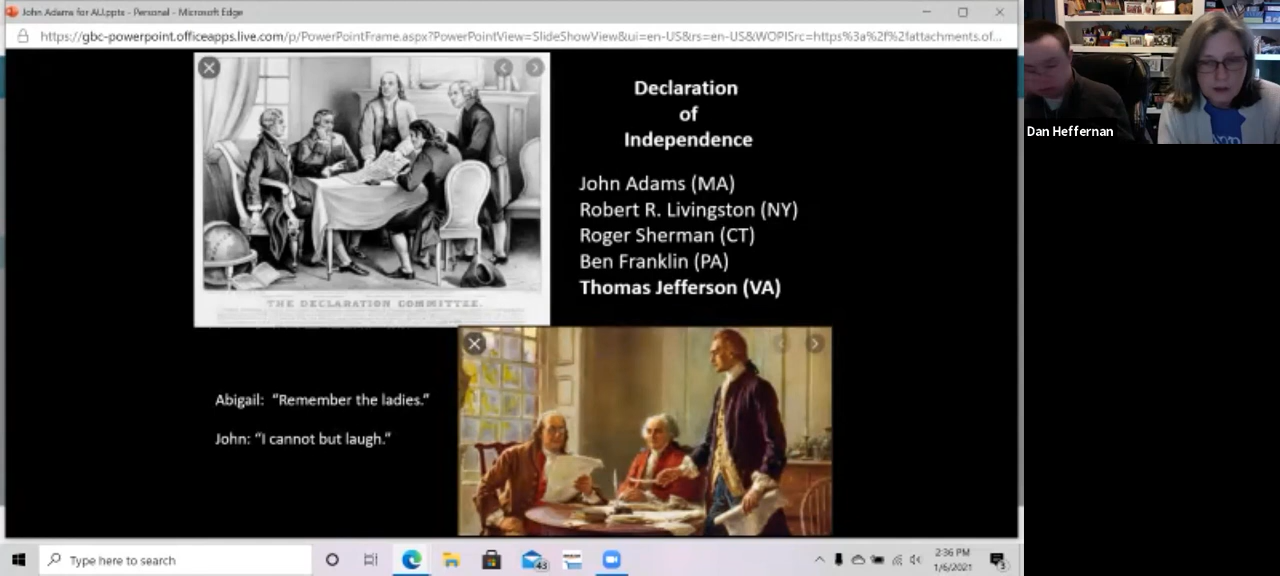 John Adams for AU.pptx - Personal - Microsoft Edge
https://gbc-powerpoint.officeapps.live.com/p/PowerPointFrame.aspx?PowerPointView=SlideShowView&ui=en-US&rs=en-US&WOPISrc=https%3a%2f%2fattachments.of...
Declaration
of
Independence
John Adams (MA)
Robert R. Livingston (NY)
Roger Sherman (CT)
Ben Franklin (PA)
Thomas Jefferson (VA)
THE DECLARATION COMMITTEE.
Abigail: “Remember the ladies.”
John: “I cannot but laugh.”
Dan Heffernan
Type here to search
43
2:36 PM
1/6/2021
3